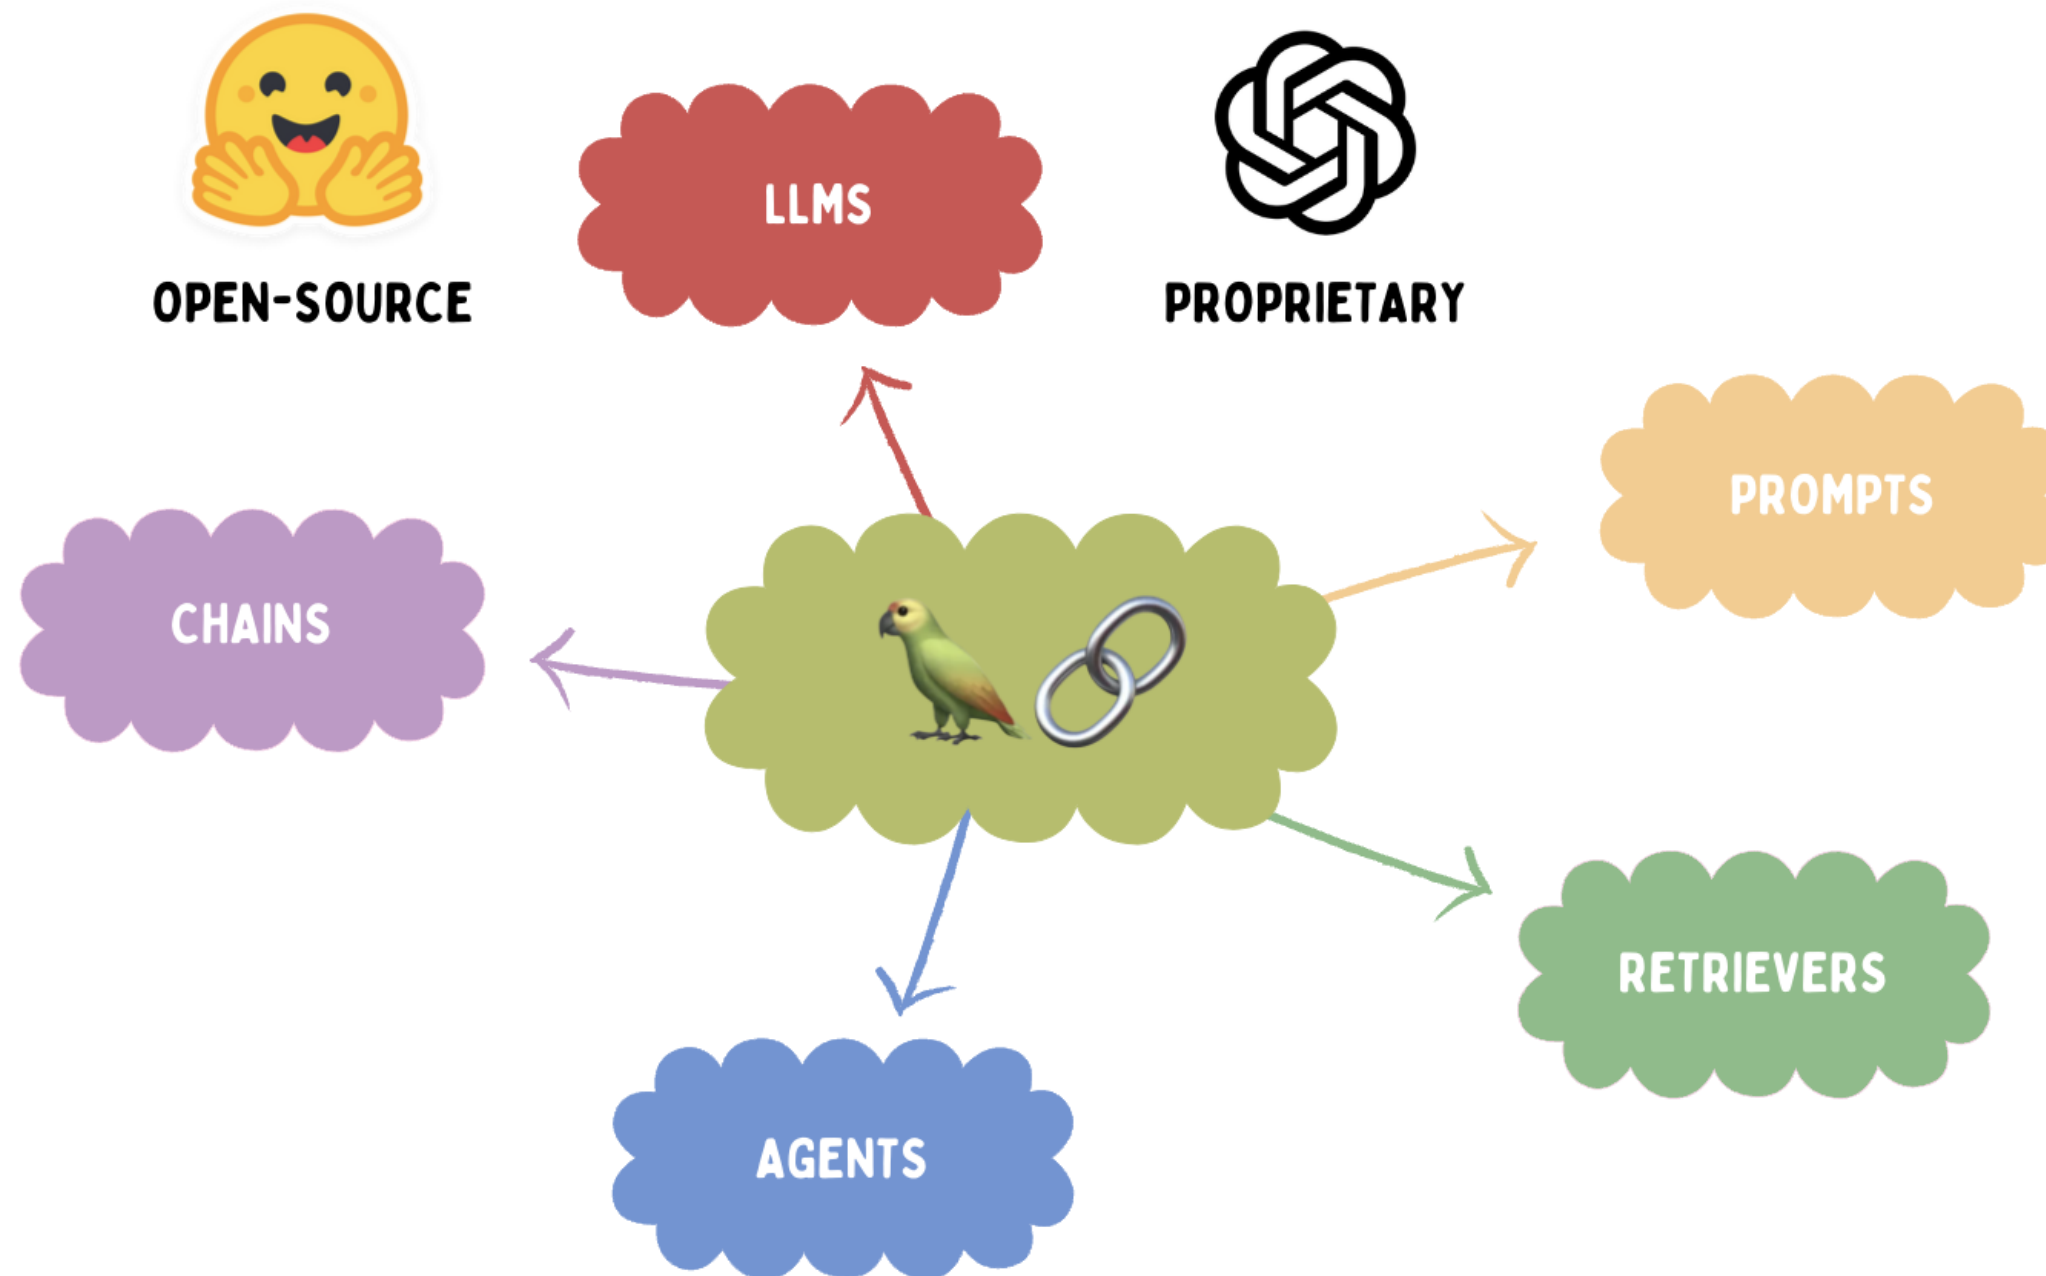 LLMS
OPEN-SOURCE
PROPRIETARY
PROMPTS
CHAINS
RETRIEVERS
AGENTS